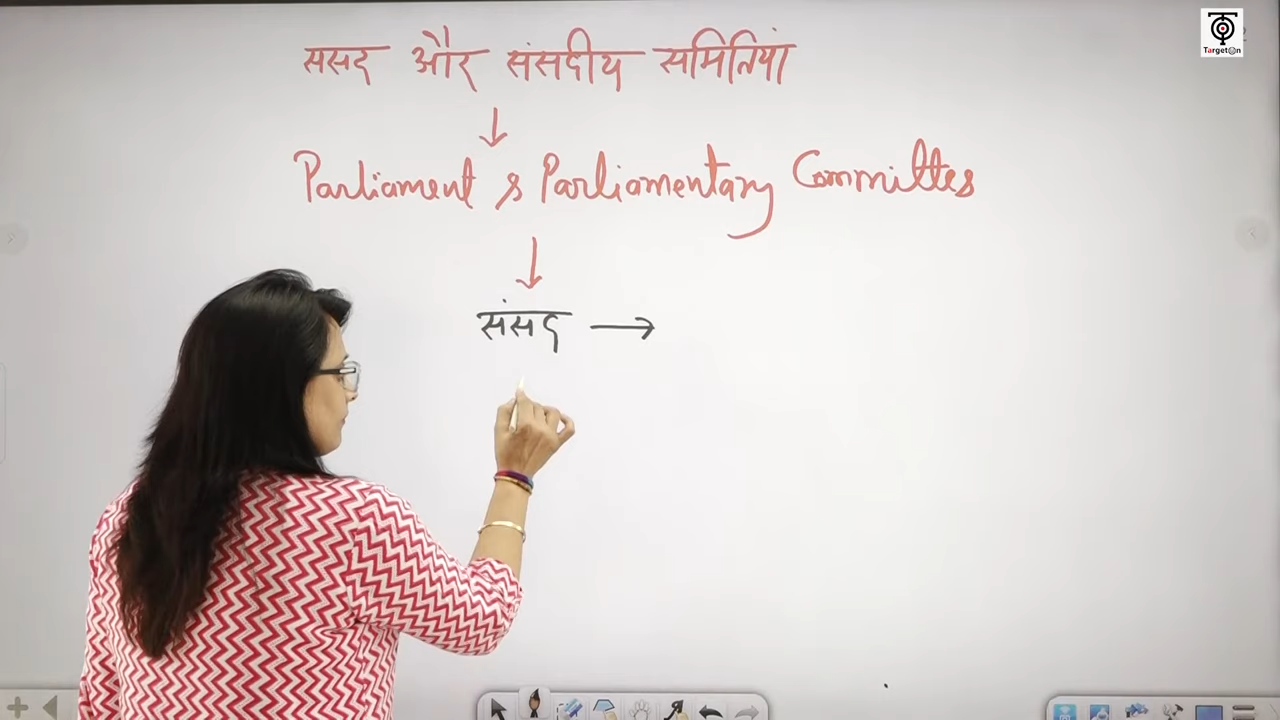 TargetOn
संसद और संसदीय समितियां
↓
Parliament & Parliamentary Committes
↓
संसद →